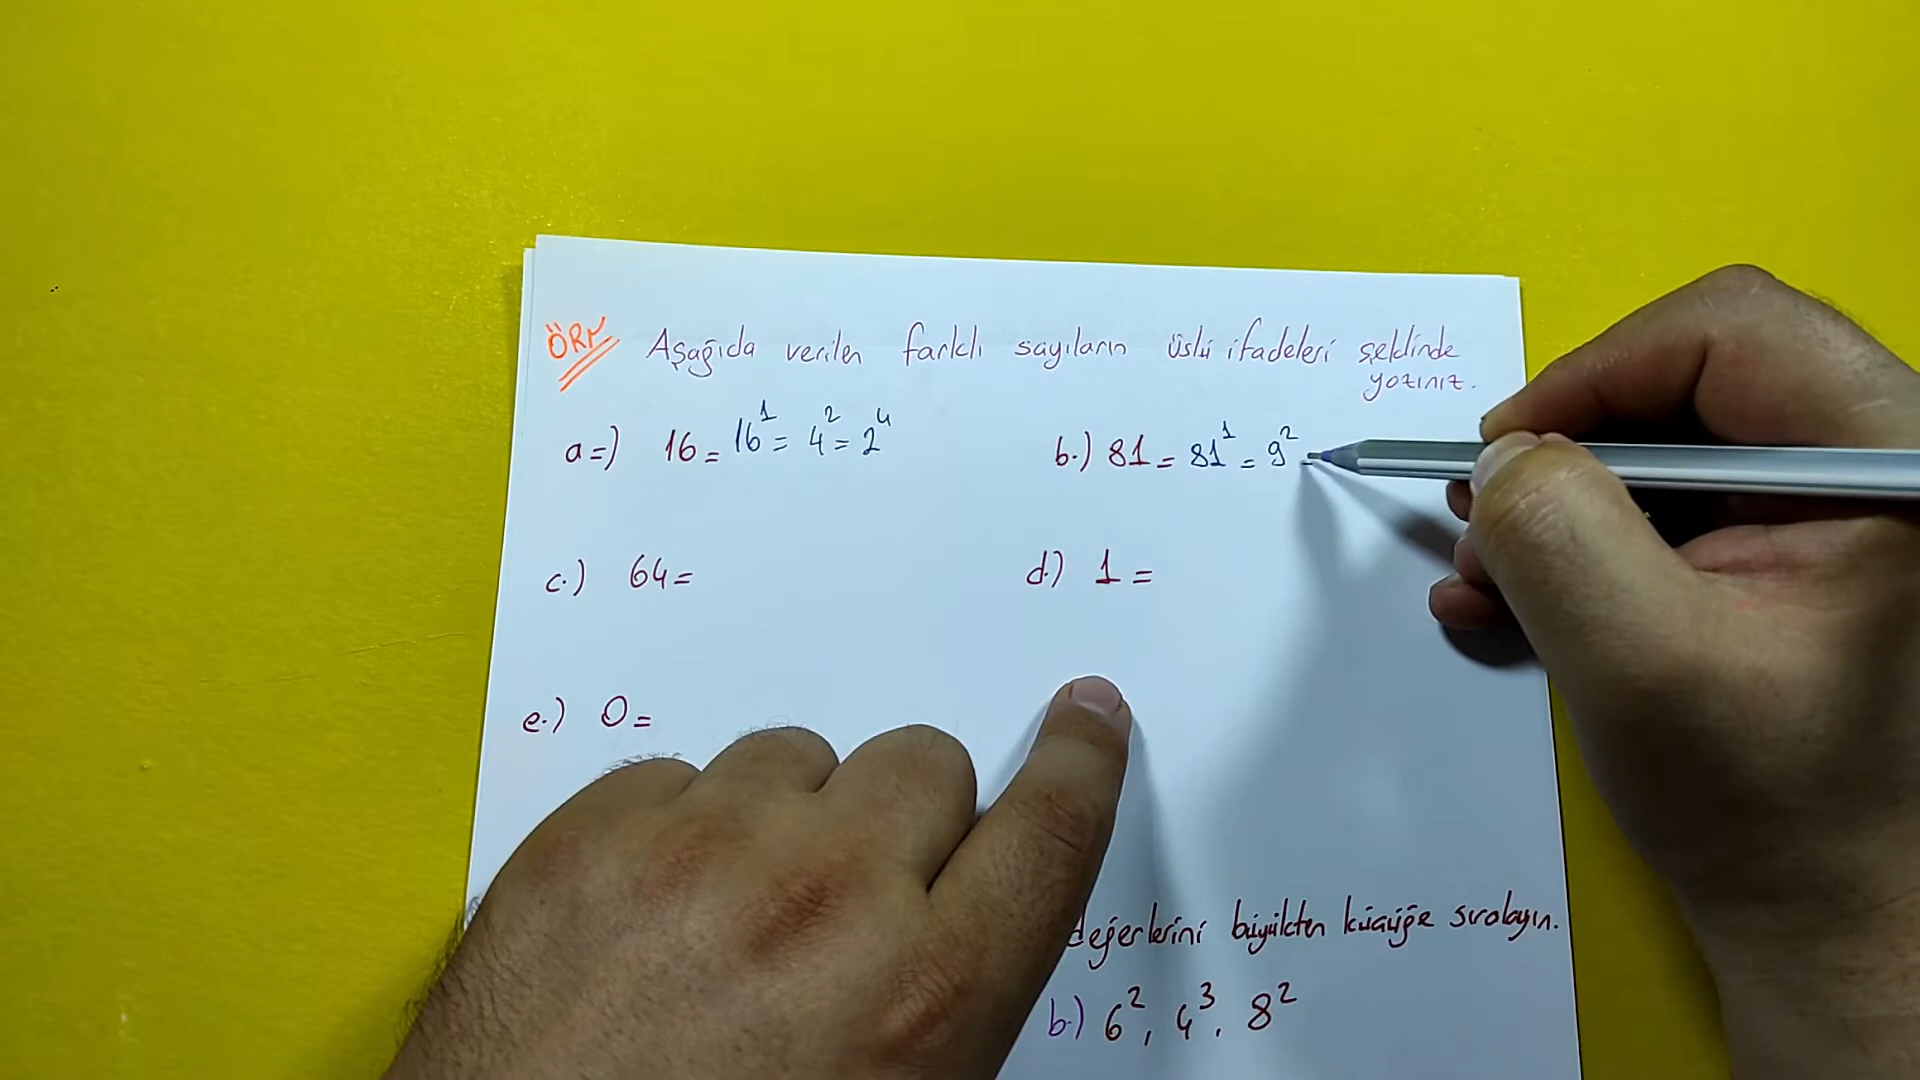 ÖRN Aşağıda verilen farklı sayıların üslü ifadeleri şeklinde
yazınız.
a=) 16 = 16¹ = 4² = 2⁴
b.) 81 = 81¹ = 9² =
c.) 64 =
d.) 1 =
e.) 0 =
değerlerini büyükten küçüğe sıralayın.
b.) 6², 4³, 8²